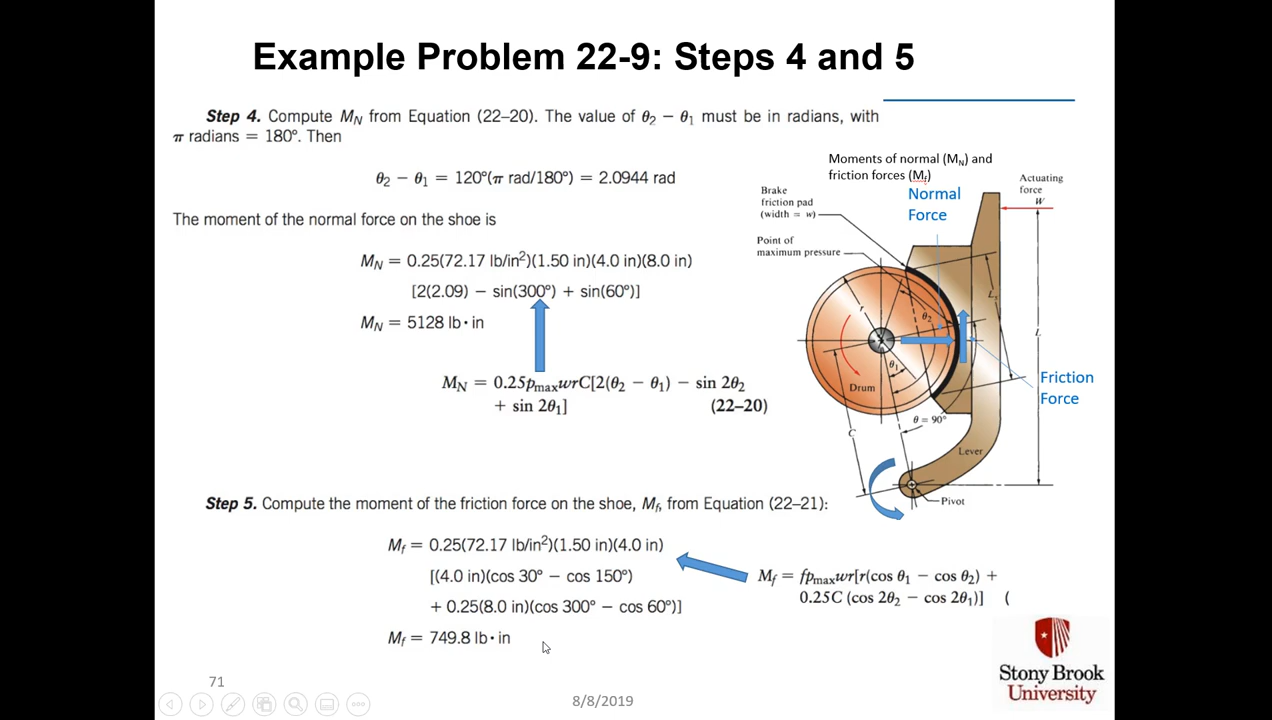 Example Problem 22-9: Steps 4 and 5
Step 4. Compute M_N from Equation (22–20). The value of θ₂ − θ₁ must be in radians, with
π radians = 180°. Then
θ₂ − θ₁ = 120°(π rad/180°) = 2.0944 rad
The moment of the normal force on the shoe is
M_N = 0.25(72.17 lb/in²)(1.50 in)(4.0 in)(8.0 in)
[2(2.09) − sin(300°) + sin(60°)]
M_N = 5128 lb·in
M_N = 0.25p_max wrC[2(θ₂ − θ₁) − sin 2θ₂
+ sin 2θ₁] (22–20)
Moments of normal (M_N) and
friction forces (M_f)
Normal
Force
Brake
friction pad
(width = w)
Point of
maximum pressure
Actuating
force
W
r
θ₂
L
θ₁
Drum
C
θ = 90°
Friction
Force
Lever
Pivot
Step 5. Compute the moment of the friction force on the shoe, M_f, from Equation (22–21):
M_f = 0.25(72.17 lb/in²)(1.50 in)(4.0 in)
[(4.0 in)(cos 30° − cos 150°)
+ 0.25(8.0 in)(cos 300° − cos 60°)]
M_f = 749.8 lb·in
M_f = fp_max wr[r(cos θ₁ − cos θ₂) +
0.25C (cos 2θ₂ − cos 2θ₁)] (
71
8/8/2019
Stony Brook
University